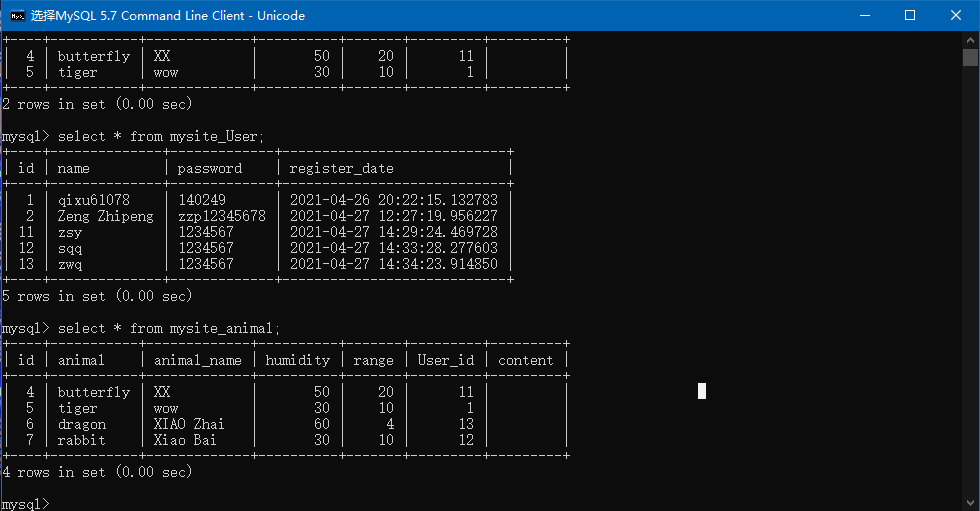 选择MySQL 5.7 Command Line Client - Unicode
+----+-----------+-------------+----------+-------+---------+---------+
|  4 | butterfly | XX          |       50 |    20 |      11 |         |
|  5 | tiger     | wow         |       30 |    10 |       1 |         |
+----+-----------+-------------+----------+-------+---------+---------+
2 rows in set (0.00 sec)
mysql> select * from mysite_User;
+----+--------------+-------------+----------------------------+
| id | name         | password    | register_date              |
+----+--------------+-------------+----------------------------+
|  1 | qixu61078    | 140249      | 2021-04-26 20:22:15.132783 |
|  2 | Zeng Zhipeng | zzp12345678 | 2021-04-27 12:27:19.956227 |
| 11 | zsy          | 1234567     | 2021-04-27 14:29:24.469728 |
| 12 | sqq          | 1234567     | 2021-04-27 14:33:28.277603 |
| 13 | zwq          | 1234567     | 2021-04-27 14:34:23.914850 |
+----+--------------+-------------+----------------------------+
5 rows in set (0.00 sec)
mysql> select * from mysite_animal;
+----+-----------+-------------+----------+-------+---------+---------+
| id | animal    | animal_name | humidity | range | User_id | content |
+----+-----------+-------------+----------+-------+---------+---------+
|  4 | butterfly | XX          |       50 |    20 |      11 |         |
|  5 | tiger     | wow         |       30 |    10 |       1 |         |
|  6 | dragon    | XIAO Zhai   |       60 |     4 |      13 |         |
|  7 | rabbit    | Xiao Bai    |       30 |    10 |      12 |         |
+----+-----------+-------------+----------+-------+---------+---------+
4 rows in set (0.00 sec)
mysql>